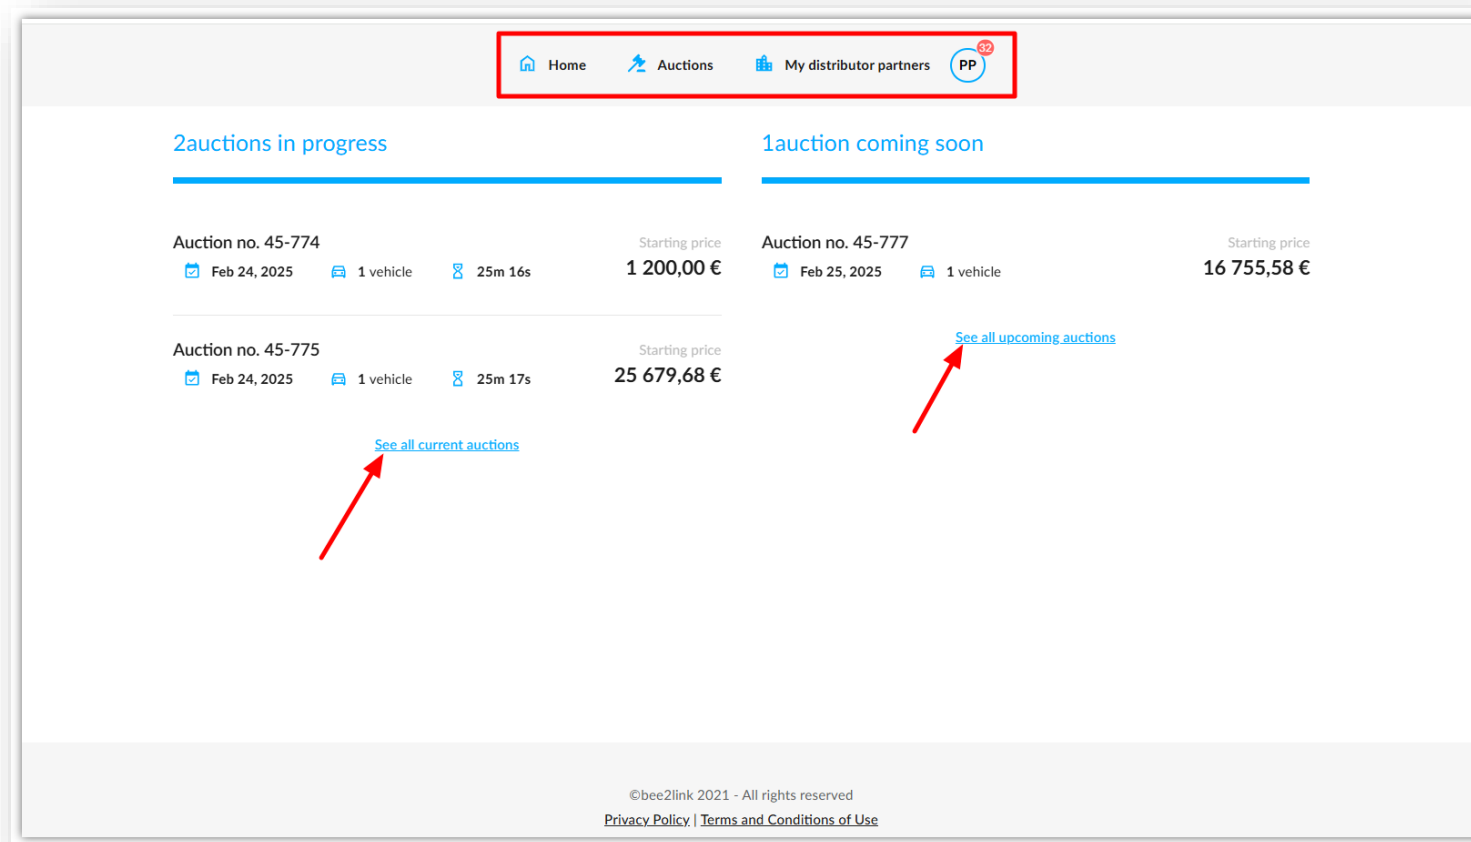 Home Auctions My distributor partners PP 32
2auctions in progress
Auction no. 45-774 Starting price
Feb 24, 2025 1 vehicle 25m 16s 1 200,00 €
Auction no. 45-775 Starting price
Feb 24, 2025 1 vehicle 25m 17s 25 679,68 €
See all current auctions
1auction coming soon
Auction no. 45-777 Starting price
Feb 25, 2025 1 vehicle 16 755,58 €
See all upcoming auctions
©bee2link 2021 - All rights reserved
Privacy Policy | Terms and Conditions of Use